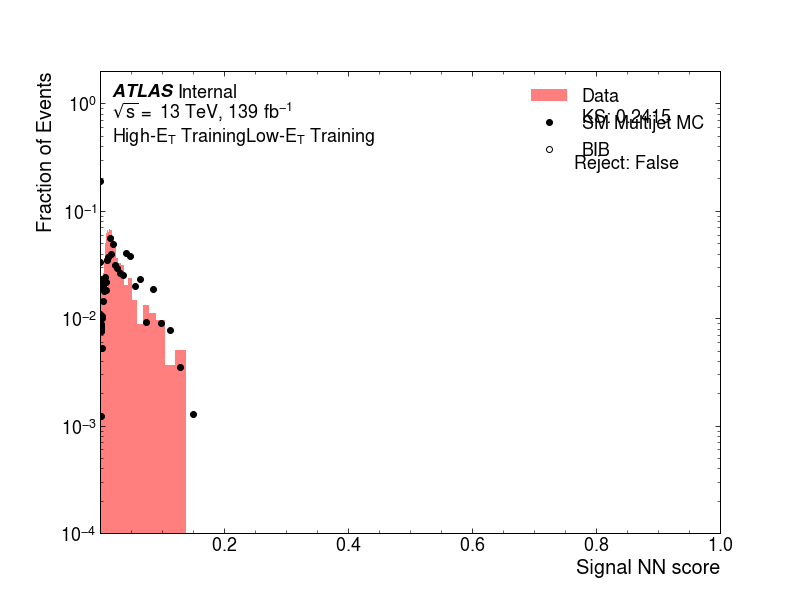 ATLAS Internal
√s = 13 TeV, 139 fb⁻¹
High-E_T TrainingLow-E_T Training
Data
KS: 0.2415
SM Multijet MC
BIB
Reject: False
Fraction of Events
10⁰
10⁻¹
10⁻²
10⁻³
10⁻⁴
0.2 0.4 0.6 0.8 1.0
Signal NN score